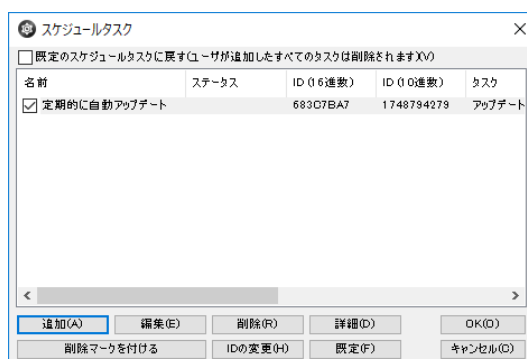 スケジュールタスク
既定のスケジュールタスクに戻す(ユーザが追加したすべてのタスクは削除されます)(V)
名前 ステータス ID (16進数) ID (10進数) タスク
定期的に自動アップデート 683C7BA7 1748794279 アップデート
追加(A) 編集(E) 削除(R) 詳細(D) OK(O)
削除マークを付ける IDの変更(H) 既定(F) キャンセル(C)